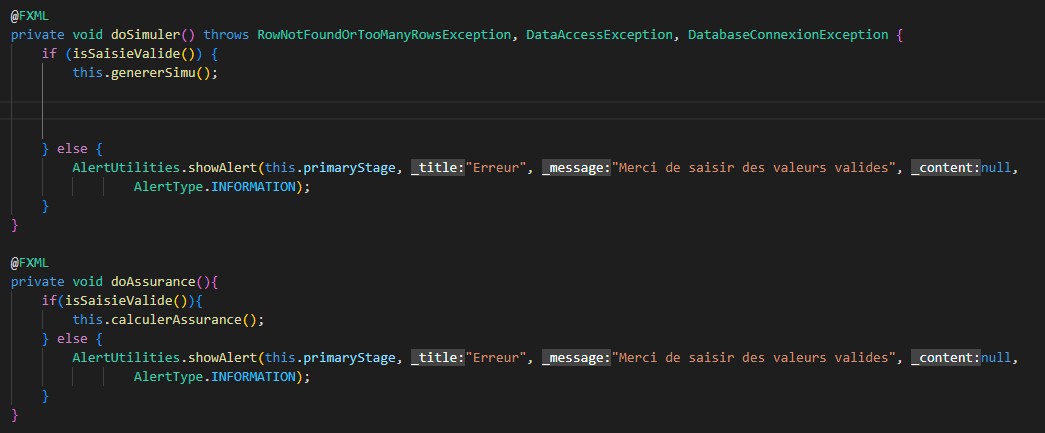 @FXML
private void doSimuler() throws RowNotFoundOrTooManyRowsException, DataAccessException, DatabaseConnexionException {
    if (isSaisieValide()) {
        this.genererSimu();
    } else {
        AlertUtilities.showAlert(this.primaryStage, _title:"Erreur", _message:"Merci de saisir des valeurs valides", _content:null,
                AlertType.INFORMATION);
    }
}
@FXML
private void doAssurance(){
    if(isSaisieValide()){
        this.calculerAssurance();
    } else {
        AlertUtilities.showAlert(this.primaryStage, _title:"Erreur", _message:"Merci de saisir des valeurs valides", _content:null,
                AlertType.INFORMATION);
    }
}